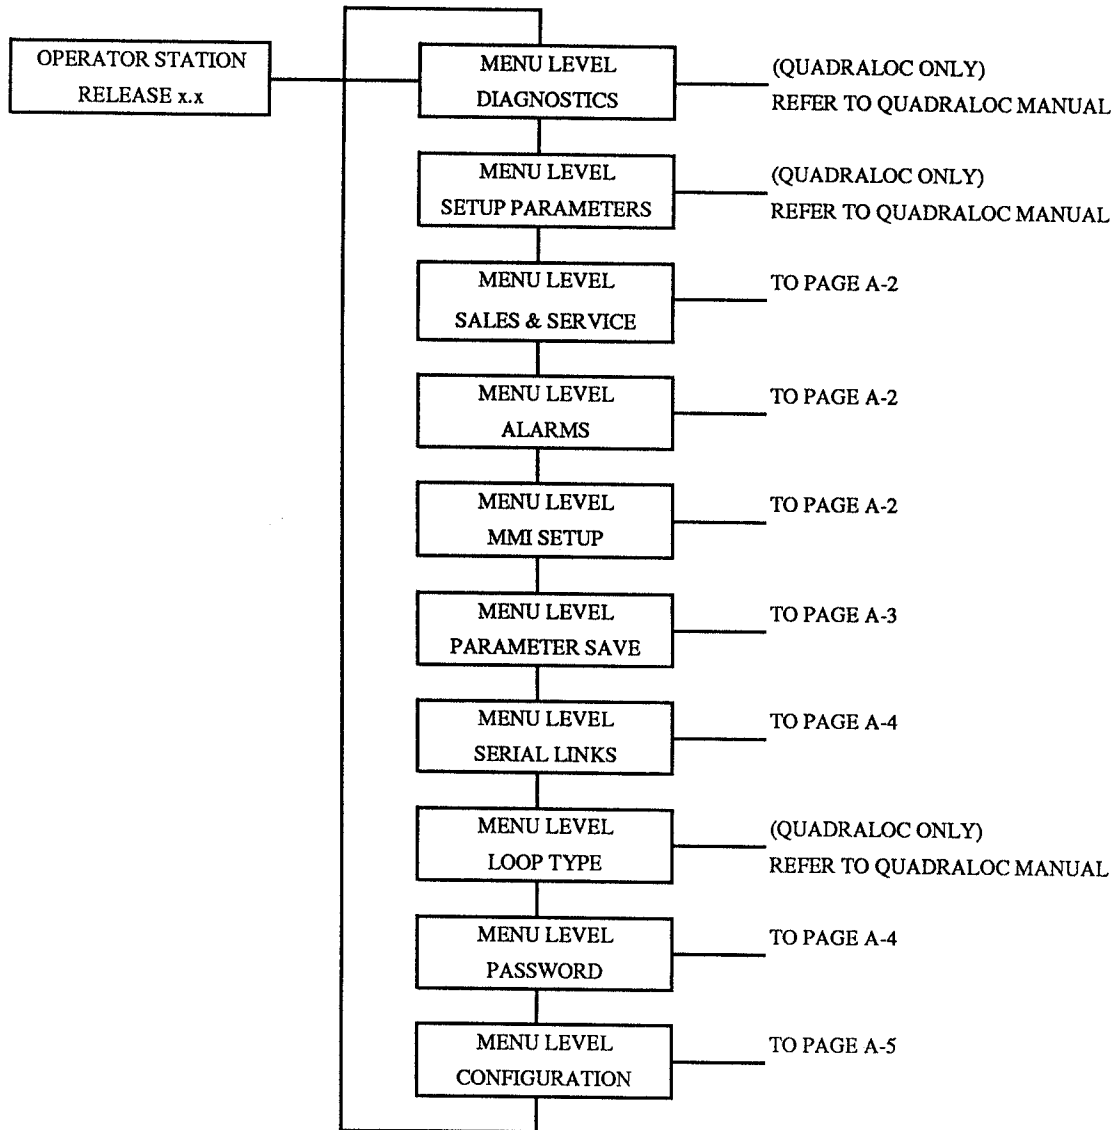 OPERATOR STATION
RELEASE x.x
MENU LEVEL
DIAGNOSTICS
(QUADRALOC ONLY)
REFER TO QUADRALOC MANUAL
MENU LEVEL
SETUP PARAMETERS
(QUADRALOC ONLY)
REFER TO QUADRALOC MANUAL
MENU LEVEL
SALES & SERVICE
TO PAGE A-2
MENU LEVEL
ALARMS
TO PAGE A-2
MENU LEVEL
MMI SETUP
TO PAGE A-2
MENU LEVEL
PARAMETER SAVE
TO PAGE A-3
MENU LEVEL
SERIAL LINKS
TO PAGE A-4
MENU LEVEL
LOOP TYPE
(QUADRALOC ONLY)
REFER TO QUADRALOC MANUAL
MENU LEVEL
PASSWORD
TO PAGE A-4
MENU LEVEL
CONFIGURATION
TO PAGE A-5